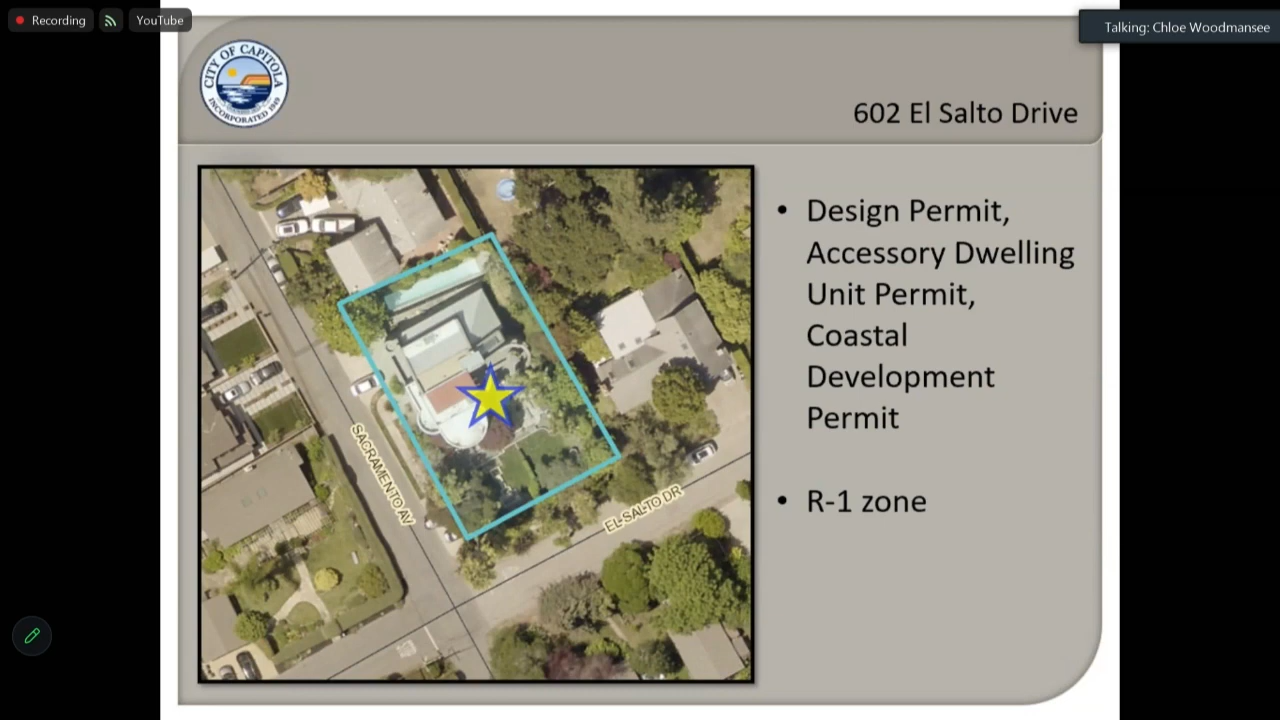 Recording
YouTube
Talking: Chloe Woodmansee
CITY OF CAPITOLA
INCORPORATED 1949
602 El Salto Drive
• Design Permit,
Accessory Dwelling
Unit Permit,
Coastal
Development
Permit
• R-1 zone
SACRAMENTO AV
EL SALTO DR